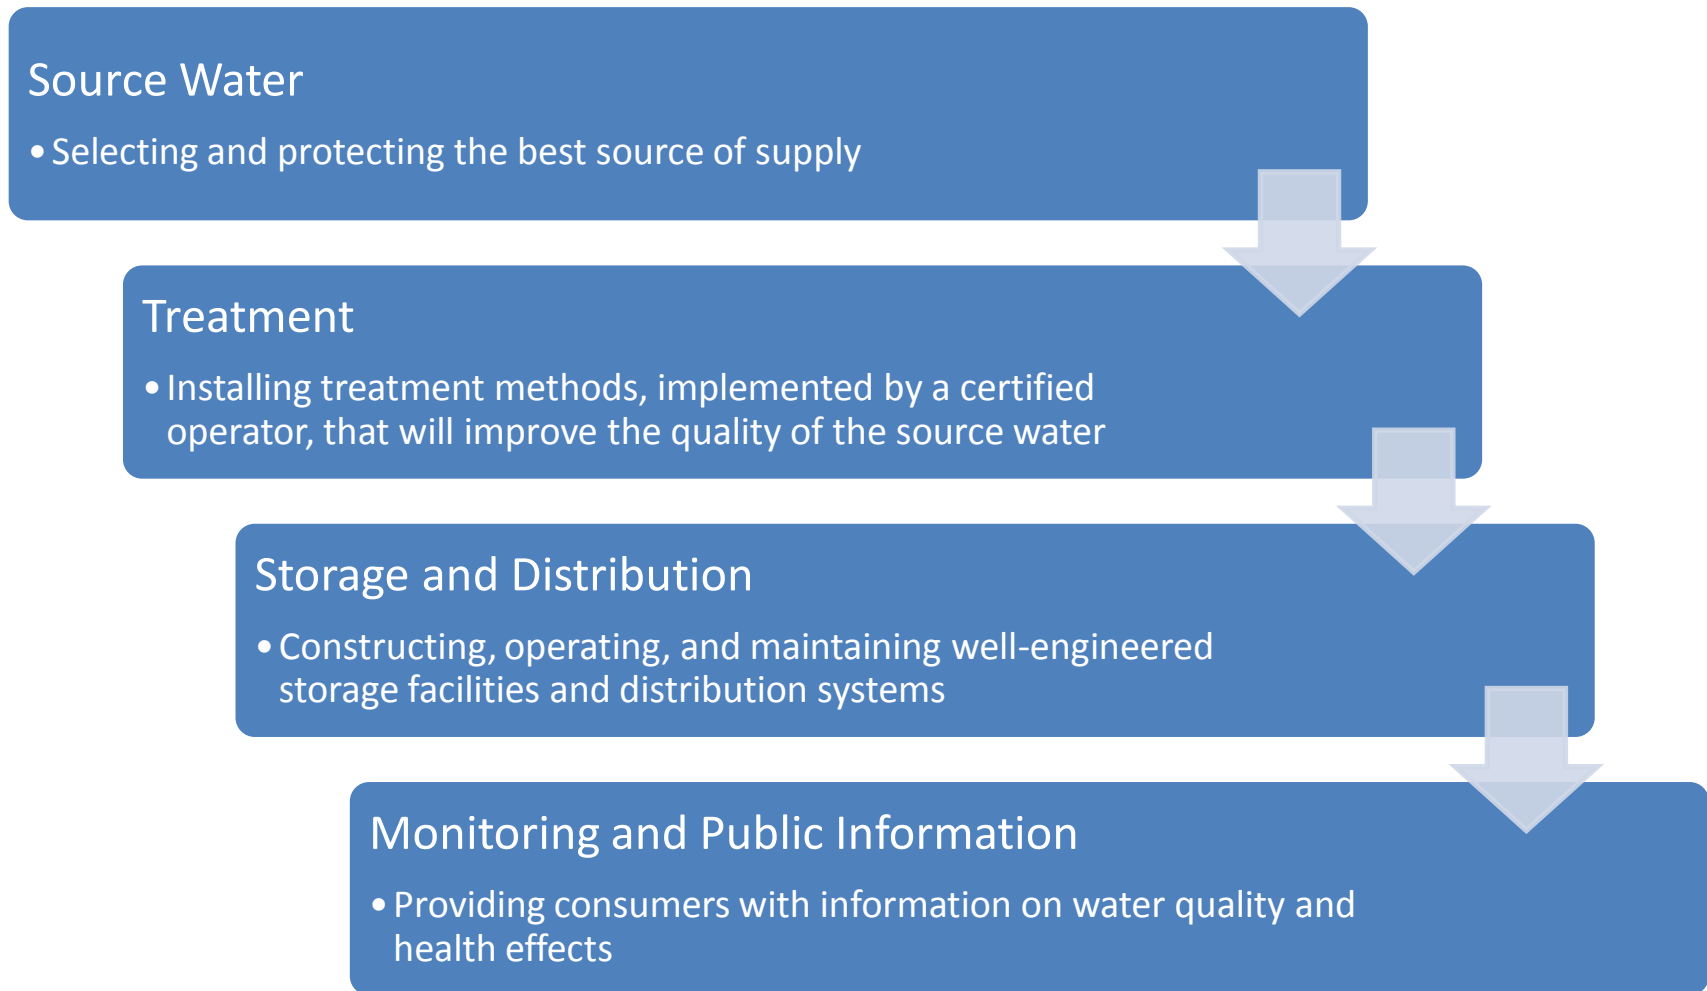 Source Water
•Selecting and protecting the best source of supply
Treatment
•Installing treatment methods, implemented by a certified
operator, that will improve the quality of the source water
Storage and Distribution
•Constructing, operating, and maintaining well-engineered
storage facilities and distribution systems
Monitoring and Public Information
•Providing consumers with information on water quality and
health effects